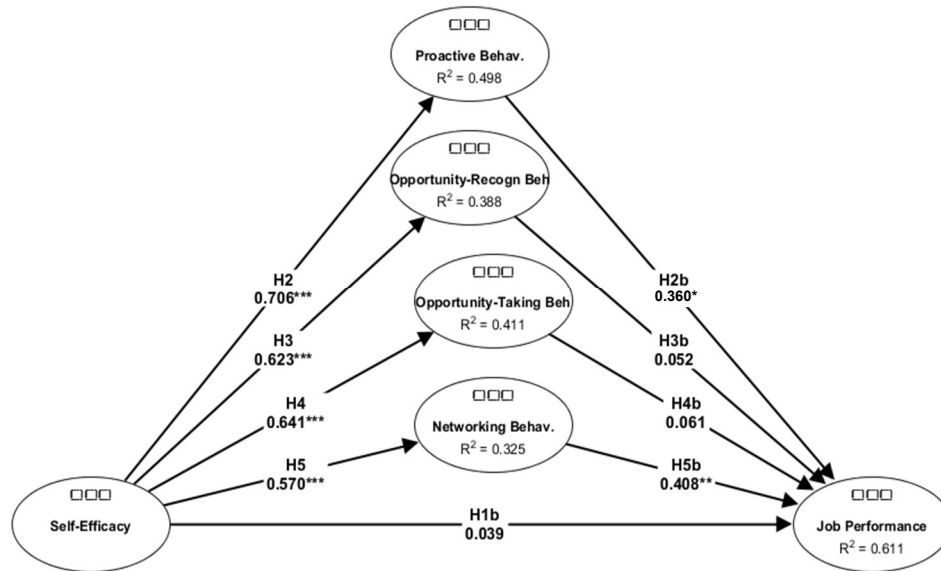 Proactive Behav.
R² = 0.498
Opportunity-Recogn Beh
R² = 0.388
H2
0.706***
H2b
0.360*
Opportunity-Taking Beh
R² = 0.411
H3
0.623***
H3b
0.052
H4
0.641***
H4b
0.061
Networking Behav.
R² = 0.325
H5
0.570***
H5b
0.408**
Self-Efficacy
H1b
0.039
Job Performance
R² = 0.611